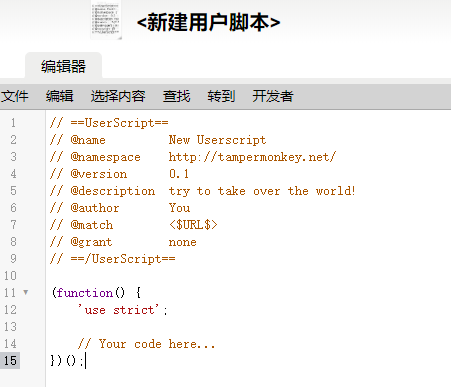 <新建用户脚本>
编辑器
文件 编辑 选择内容 查找 转到 开发者
1 // ==UserScript==
2 // @name         New Userscript
3 // @namespace    http://tampermonkey.net/
4 // @version      0.1
5 // @description  try to take over the world!
6 // @author       You
7 // @match        <$URL$>
8 // @grant        none
9 // ==/UserScript==
10
11 (function() {
12     'use strict';
13
14     // Your code here...
15 })();